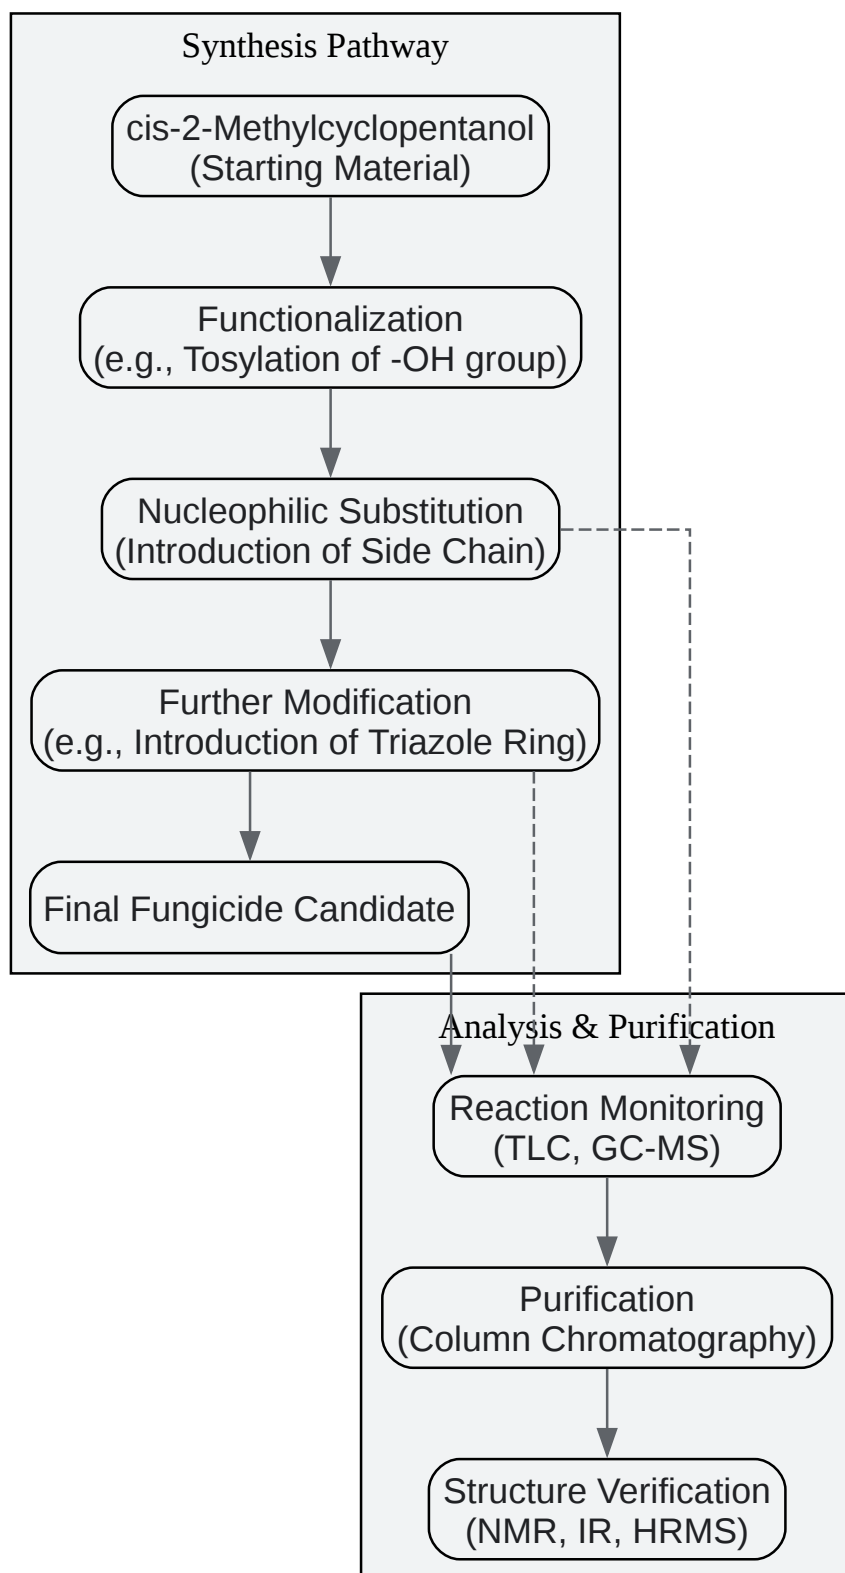 Synthesis Pathway
cis-2-Methylcyclopentanol
(Starting Material)
Functionalization
(e.g., Tosylation of -OH group)
Nucleophilic Substitution
(Introduction of Side Chain)
Further Modification
(e.g., Introduction of Triazole Ring)
Final Fungicide Candidate
Analysis & Purification
Reaction Monitoring
(TLC, GC-MS)
Purification
(Column Chromatography)
Structure Verification
(NMR, IR, HRMS)